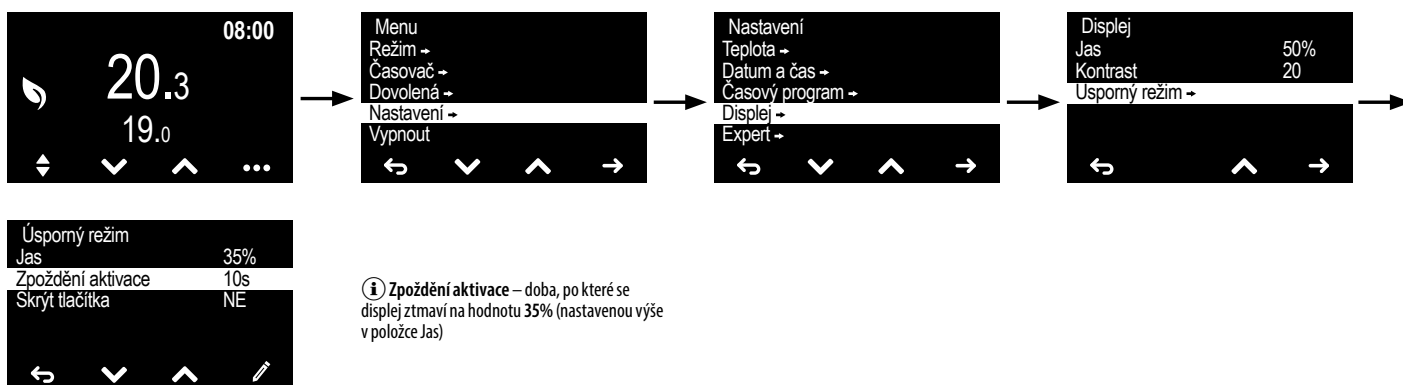 08:00
20.3
19.0
Menu
Režim
Časovač
Dovolená
Nastavení
Vypnout
Nastavení
Teplota
Datum a čas
Časový program
Displej
Expert
Displej
Jas 50%
Kontrast 20
Úsporný režim
Úsporný režim
Jas 35%
Zpoždění aktivace 10s
Skrýt tlačítka NE
Zpoždění aktivace – doba, po které se
displej ztmaví na hodnotu 35% (nastavenou výše
v položce Jas)